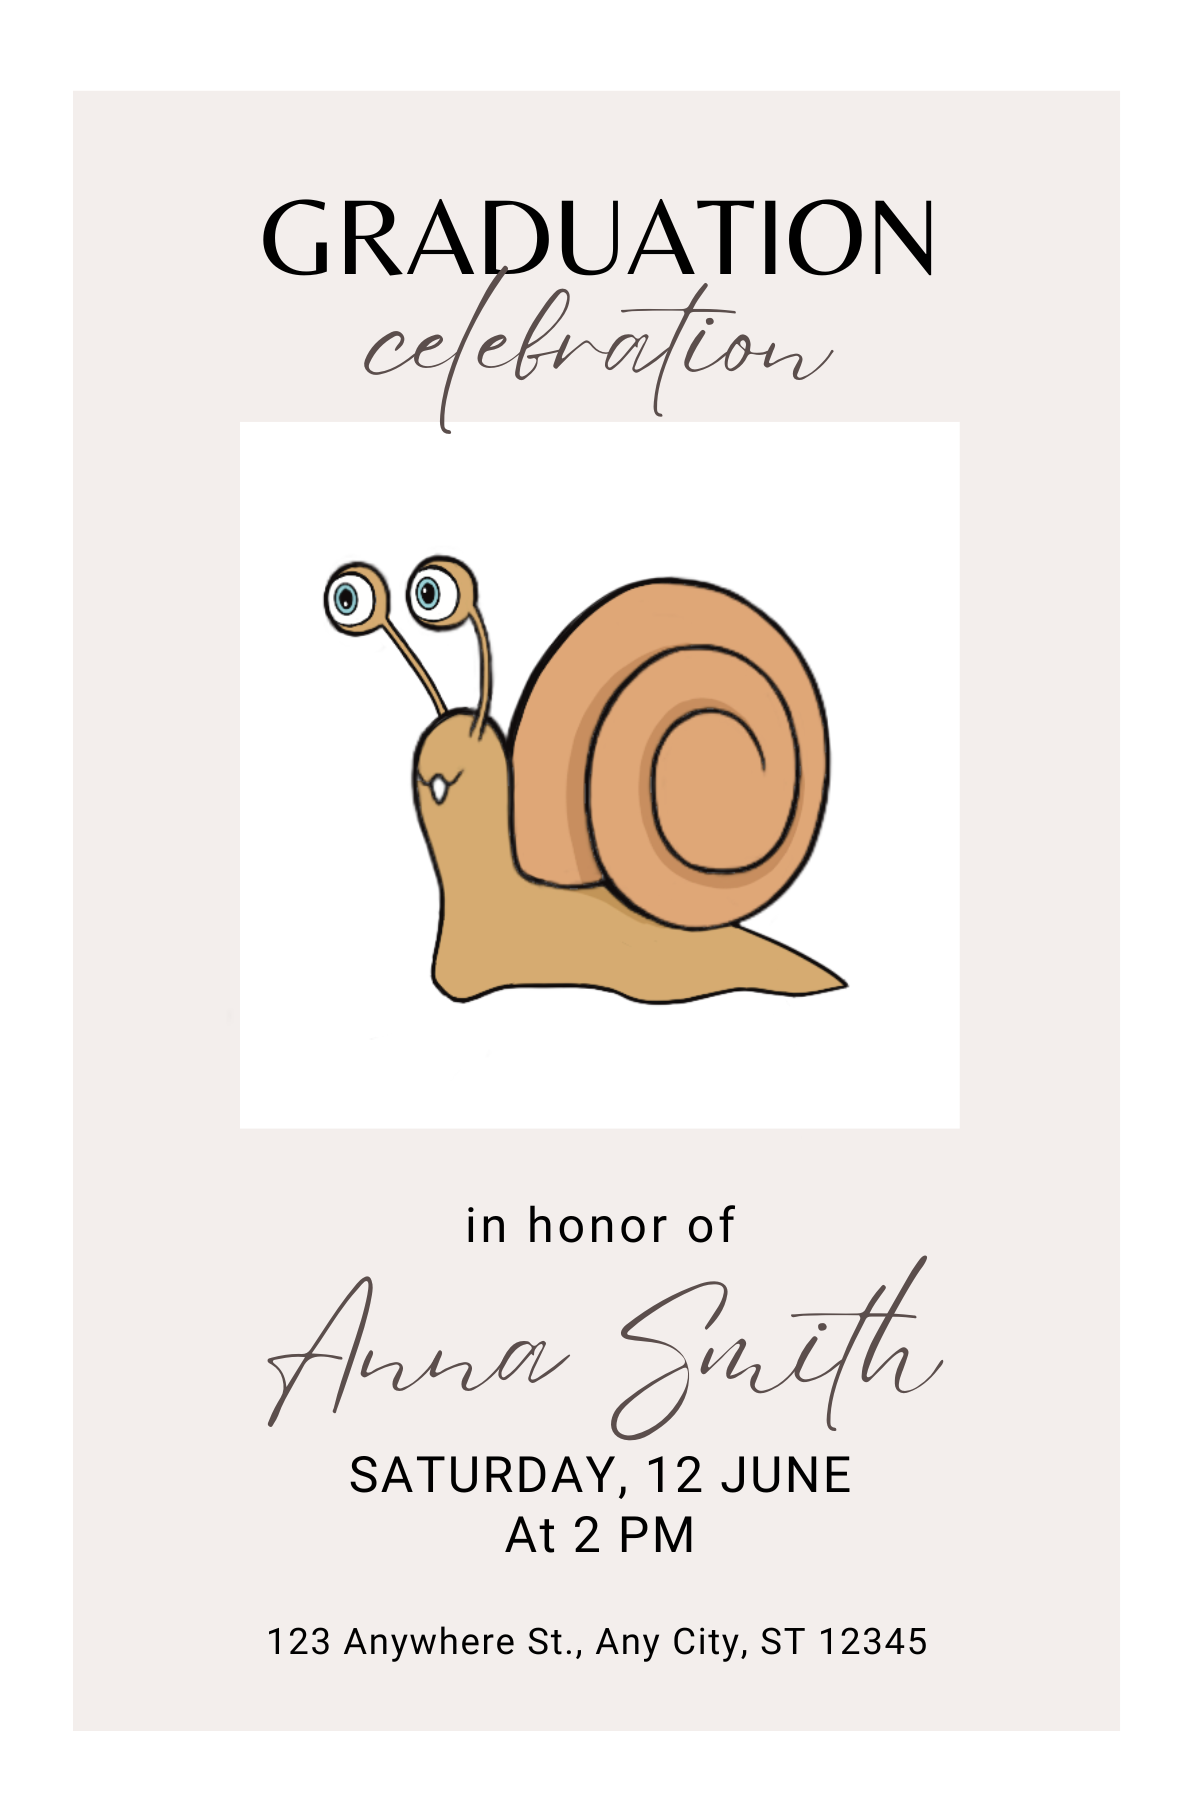 GRADUATION
celebration
in honor of
Anna Smith
SATURDAY, 12 JUNE
At 2 PM
123 Anywhere St., Any City, ST 12345